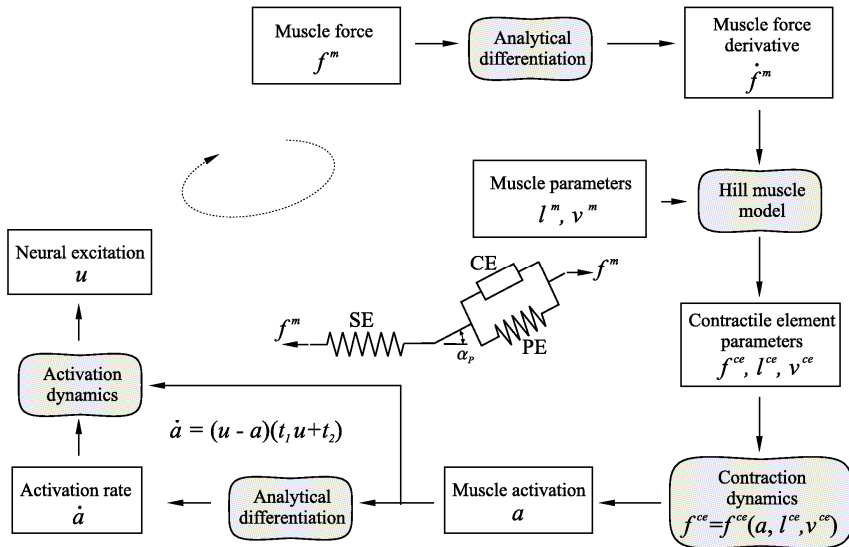 Muscle force
f^m
Analytical
differentiation
Muscle force
derivative
ḟ^m
Muscle parameters
l^m, v^m
Hill muscle
model
Neural excitation
u
CE
f^m
SE
f^m
PE
α_P
Contractile element
parameters
f^ce, l^ce, v^ce
Activation
dynamics
ȧ = (u - a)(t₁u+t₂)
Activation rate
ȧ
Analytical
differentiation
Muscle activation
a
Contraction
dynamics
f^ce=f^ce(a, l^ce,v^ce)